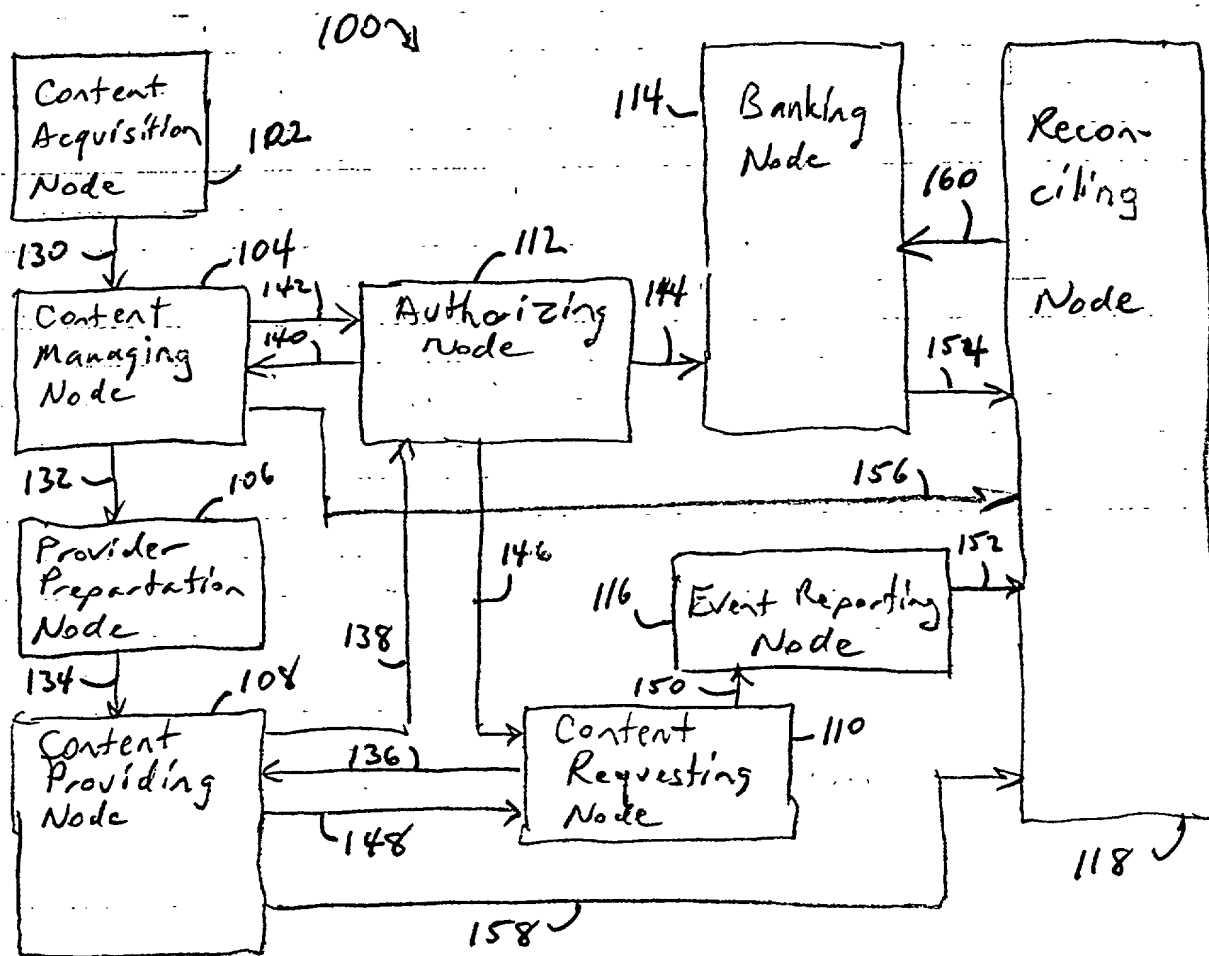 100
Content
Acquisition
Node
102
114
Banking
Node
Recon-
ciling
Node
160
130
104
112
Content
Managing
Node
142
140
Authorizing
Node
144
154
132
106
156
Provider
Prepartation
Node
146
152
116
Event Reporting
Node
138
134
108
150
Content
Providing
Node
136
Content
Requesting
Node
110
148
118
158